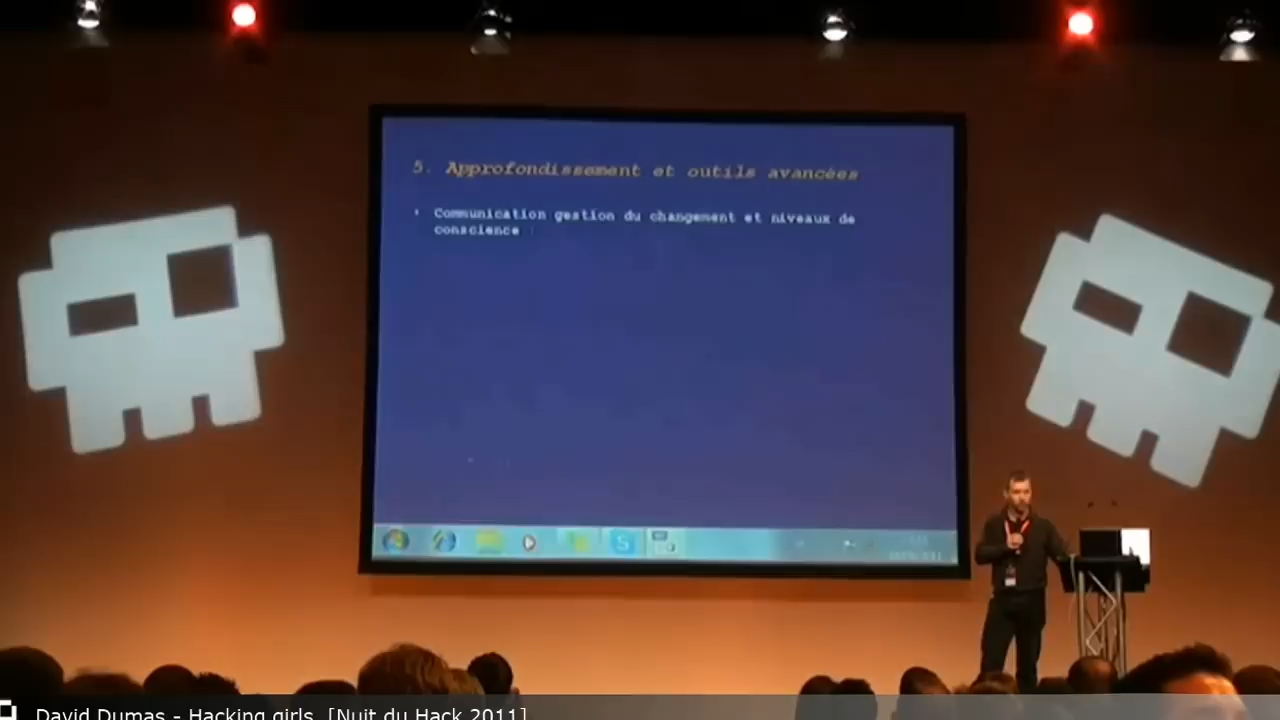 5. Approfondissement et outils avancées
• Communication gestion du changement et niveaux de
conscience :
David Dumas - Hacking girls [Nuit du Hack 2011]